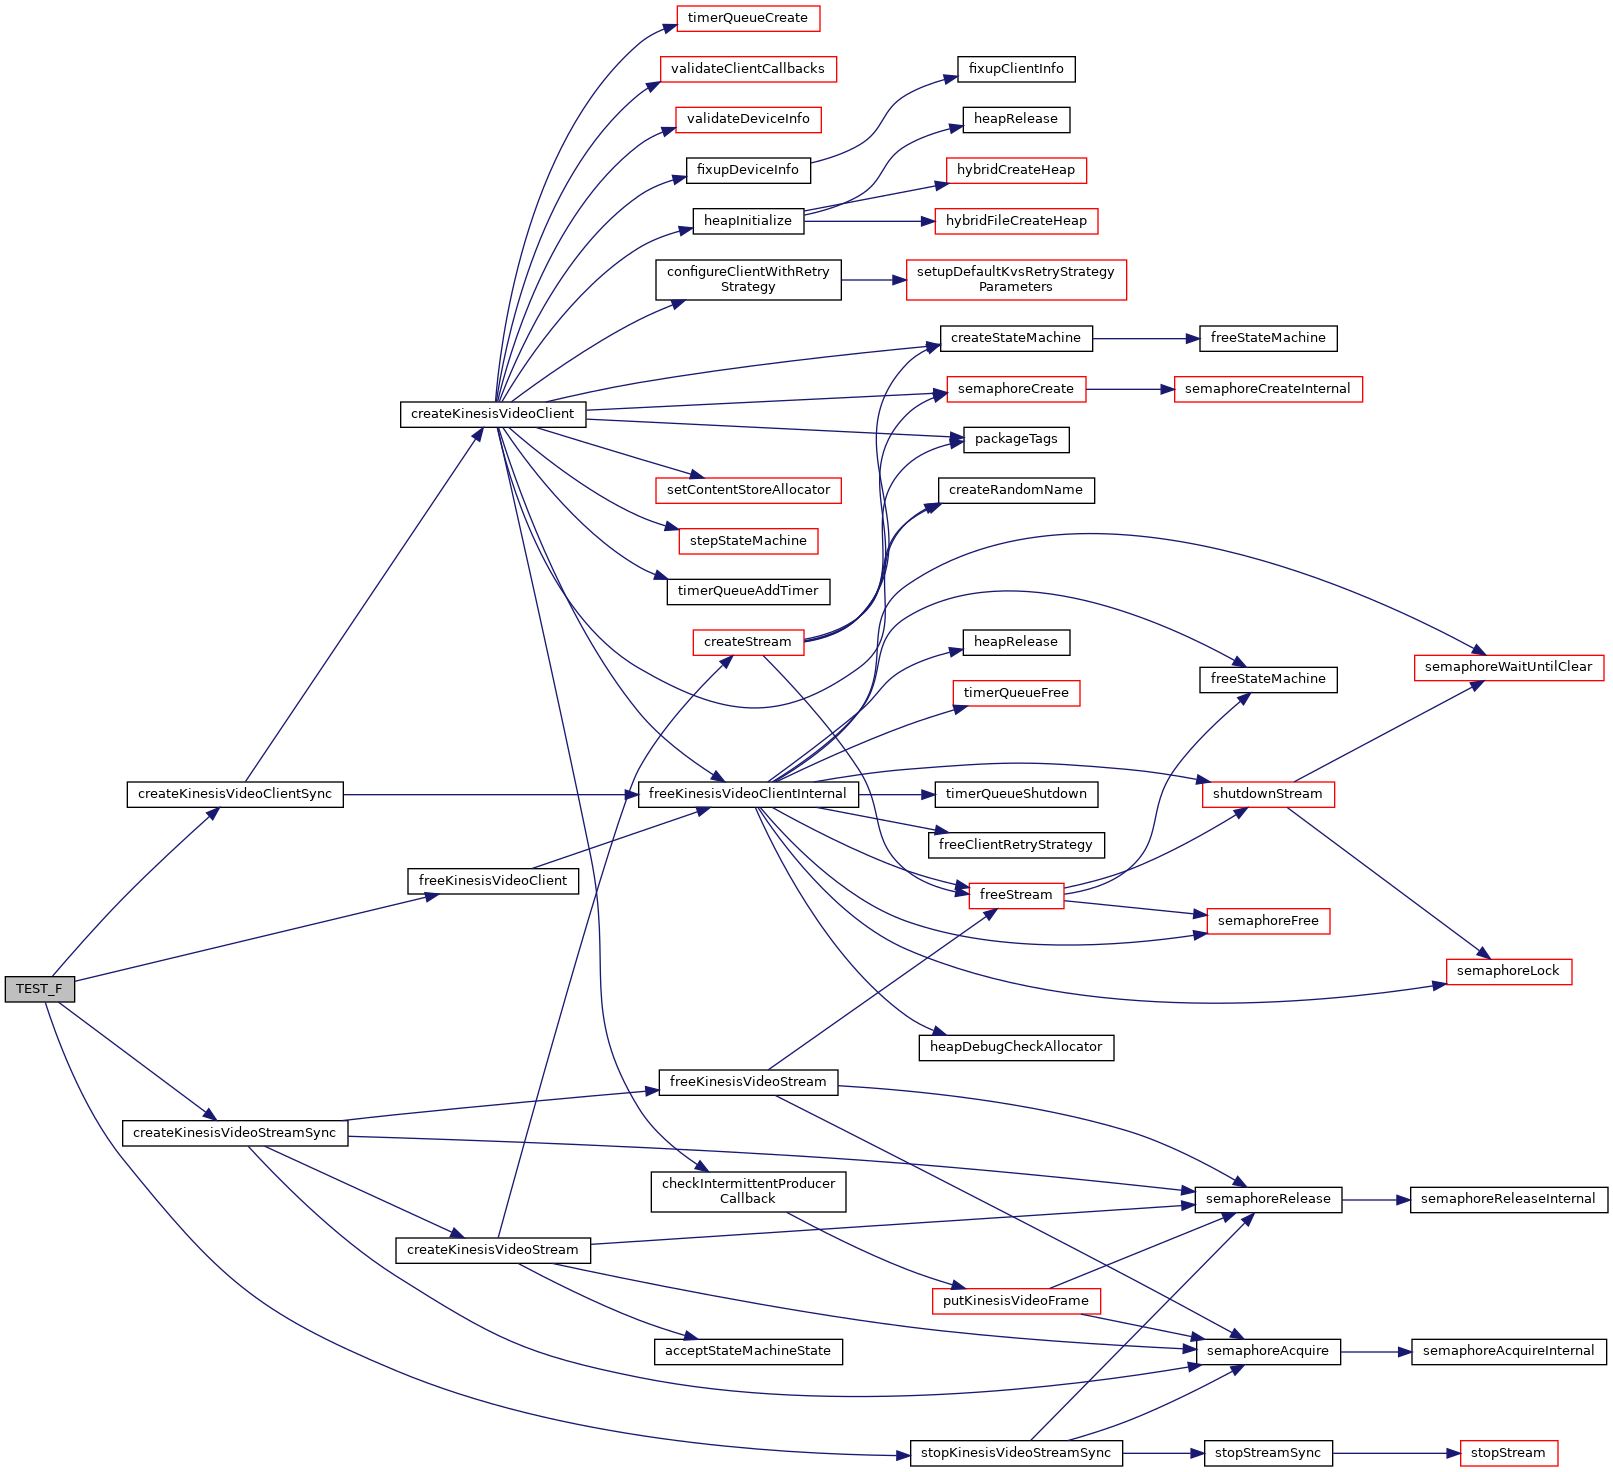 timerQueueCreate
validateClientCallbacks
fixupClientInfo
validateDeviceInfo
heapRelease
fixupDeviceInfo
hybridCreateHeap
heapInitialize
hybridFileCreateHeap
configureClientWithRetry
Strategy
setupDefaultKvsRetryStrategy
Parameters
createStateMachine
freeStateMachine
semaphoreCreate
semaphoreCreateInternal
createKinesisVideoClient
packageTags
setContentStoreAllocator
createRandomName
stepStateMachine
timerQueueAddTimer
createStream
heapRelease
semaphoreWaitUntilClear
freeStateMachine
timerQueueFree
createKinesisVideoClientSync
freeKinesisVideoClientInternal
timerQueueShutdown
shutdownStream
freeClientRetryStrategy
freeKinesisVideoClient
freeStream
semaphoreFree
semaphoreLock
TEST_F
heapDebugCheckAllocator
freeKinesisVideoStream
createKinesisVideoStreamSync
checkIntermittentProducer
Callback
semaphoreRelease
semaphoreReleaseInternal
createKinesisVideoStream
putKinesisVideoFrame
acceptStateMachineState
semaphoreAcquire
semaphoreAcquireInternal
stopKinesisVideoStreamSync
stopStreamSync
stopStream